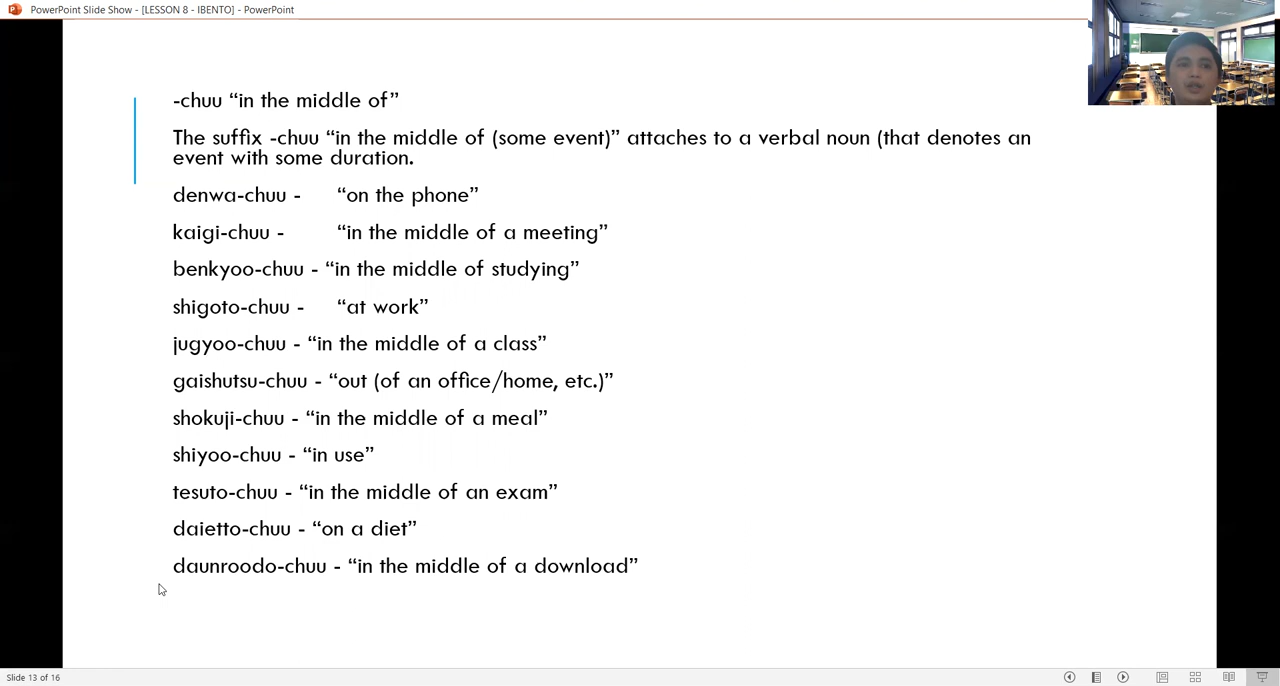 PowerPoint Slide Show - [LESSON 8 - IBENTO] - PowerPoint
-chuu “in the middle of”
The suffix -chuu “in the middle of (some event)” attaches to a verbal noun (that denotes an
event with some duration.
denwa-chuu - “on the phone”
kaigi-chuu - “in the middle of a meeting”
benkyoo-chuu - “in the middle of studying”
shigoto-chuu - “at work”
jugyoo-chuu - “in the middle of a class”
gaishutsu-chuu - “out (of an office/home, etc.)”
shokuji-chuu - “in the middle of a meal”
shiyoo-chuu - “in use”
tesuto-chuu - “in the middle of an exam”
daietto-chuu - “on a diet”
daunroodo-chuu - “in the middle of a download”
Slide 13 of 16